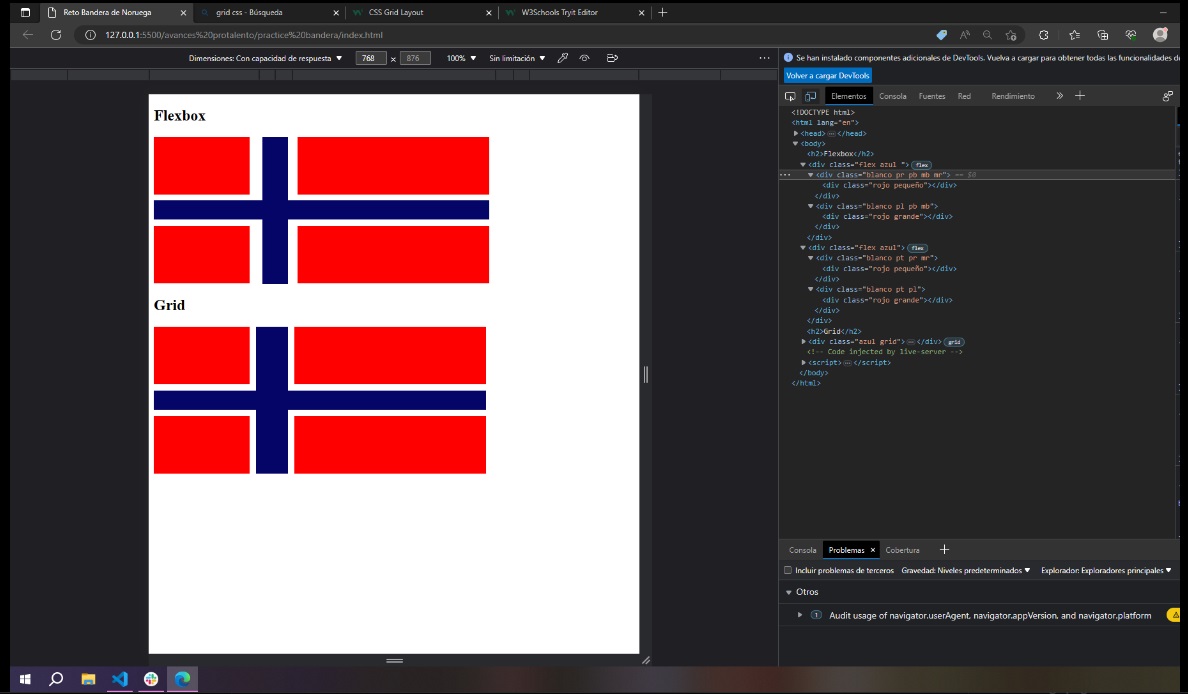 Reto Bandera de Noruega
grid css - Búsqueda
CSS Grid Layout
W3Schools Tryit Editor
127.0.0.1:5500/avances%20protalento/practice%20bandera/index.html
Dimensiones: Con capacidad de respuesta
768 x 876
100%
Sin limitación
Flexbox
Grid
Se han instalado componentes adicionales de DevTools. Vuelva a cargar para obtener todas las funcionalidades d
Volver a cargar DevTools
Elementos
Consola
Fuentes
Red
Rendimiento
<!DOCTYPE html>
<html lang="en">
<head>…</head>
<body>
<h2>Flexbox</h2>
<div class="flex azul "> flex
<div class="blanco pr pb mb mr"> == $0
<div class="rojo pequeño"></div>
</div>
<div class="blanco pl pb mb">
<div class="rojo grande"></div>
</div>
</div>
<div class="flex azul"> flex
<div class="blanco pt pr mr">
<div class="rojo pequeño"></div>
</div>
<div class="blanco pt pl">
<div class="rojo grande"></div>
</div>
</div>
<h2>Grid</h2>
<div class="azul grid">…</div> grid
<!-- Code injected by live-server -->
<script>…</script>
</body>
</html>
Consola
Problemas
Cobertura
Incluir problemas de terceros
Gravedad: Niveles predeterminados
Explorador: Exploradores principales
Otros
1 Audit usage of navigator.userAgent, navigator.appVersion, and navigator.platform